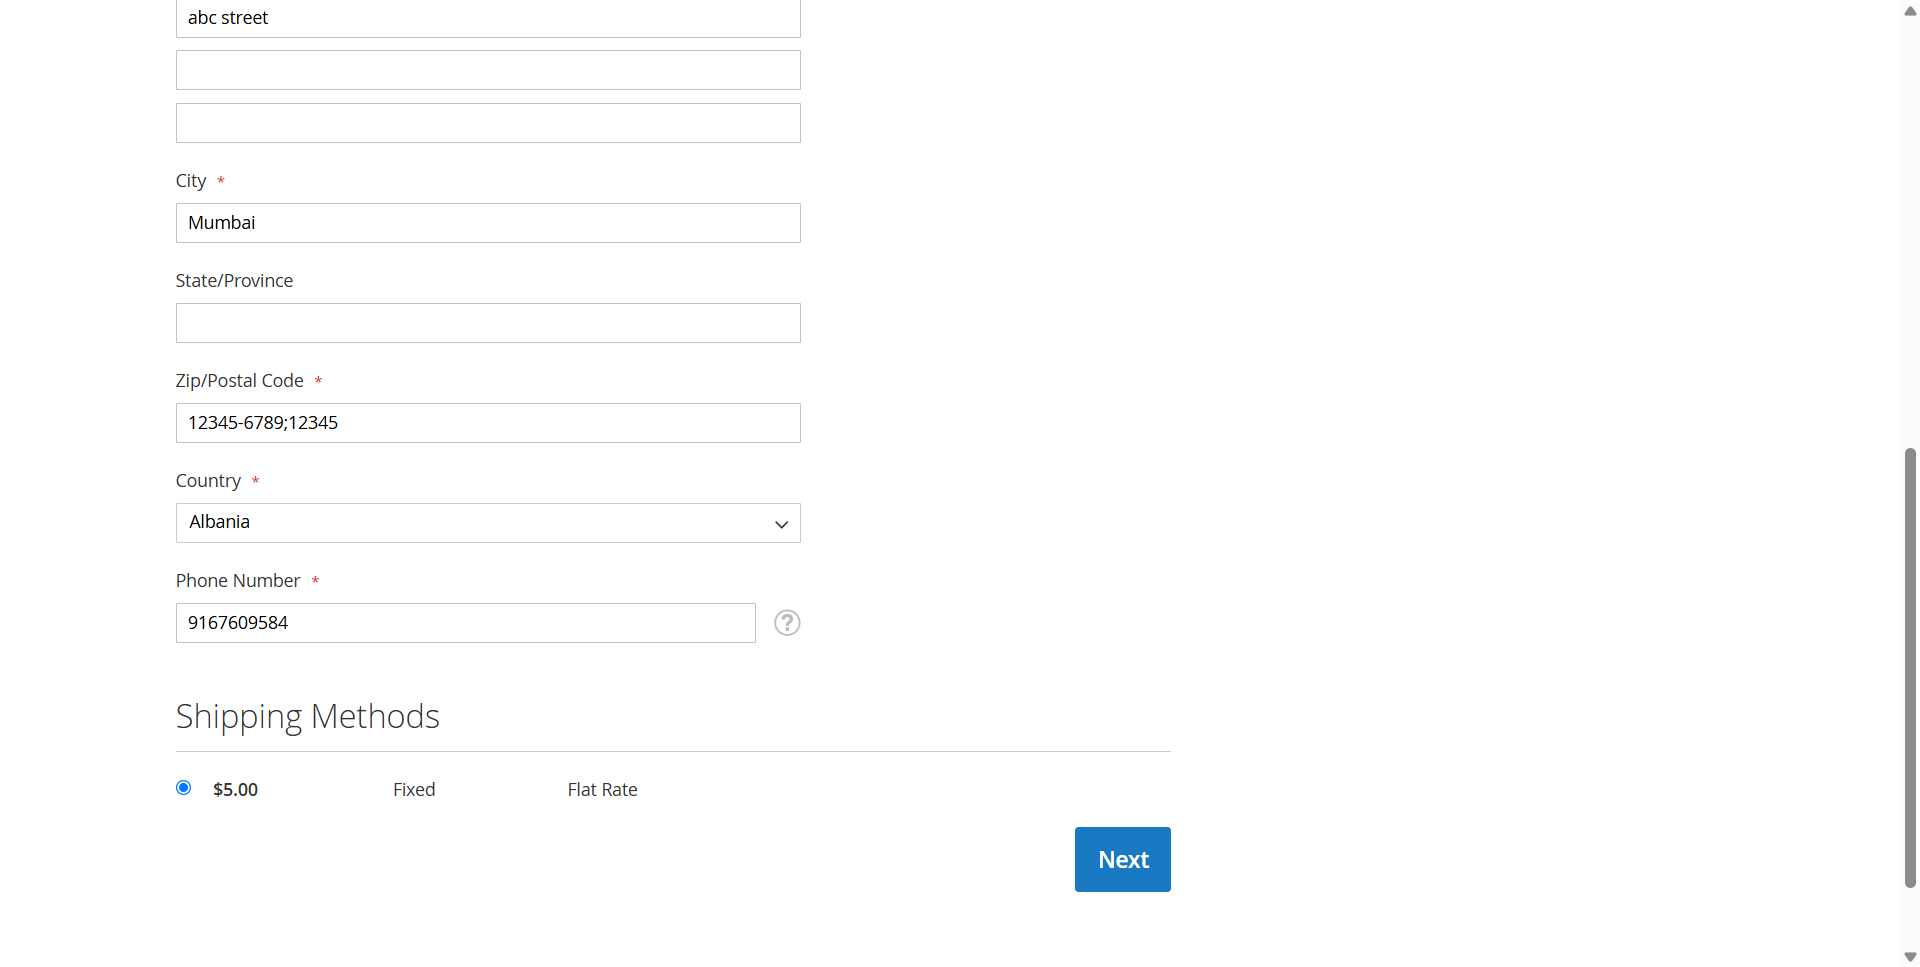 abc street
City *
Mumbai
State/Province
Zip/Postal Code *
12345-6789;12345
Country *
Albania
Phone Number *
9167609584
?
Shipping Methods
$5.00 Fixed Flat Rate
Next